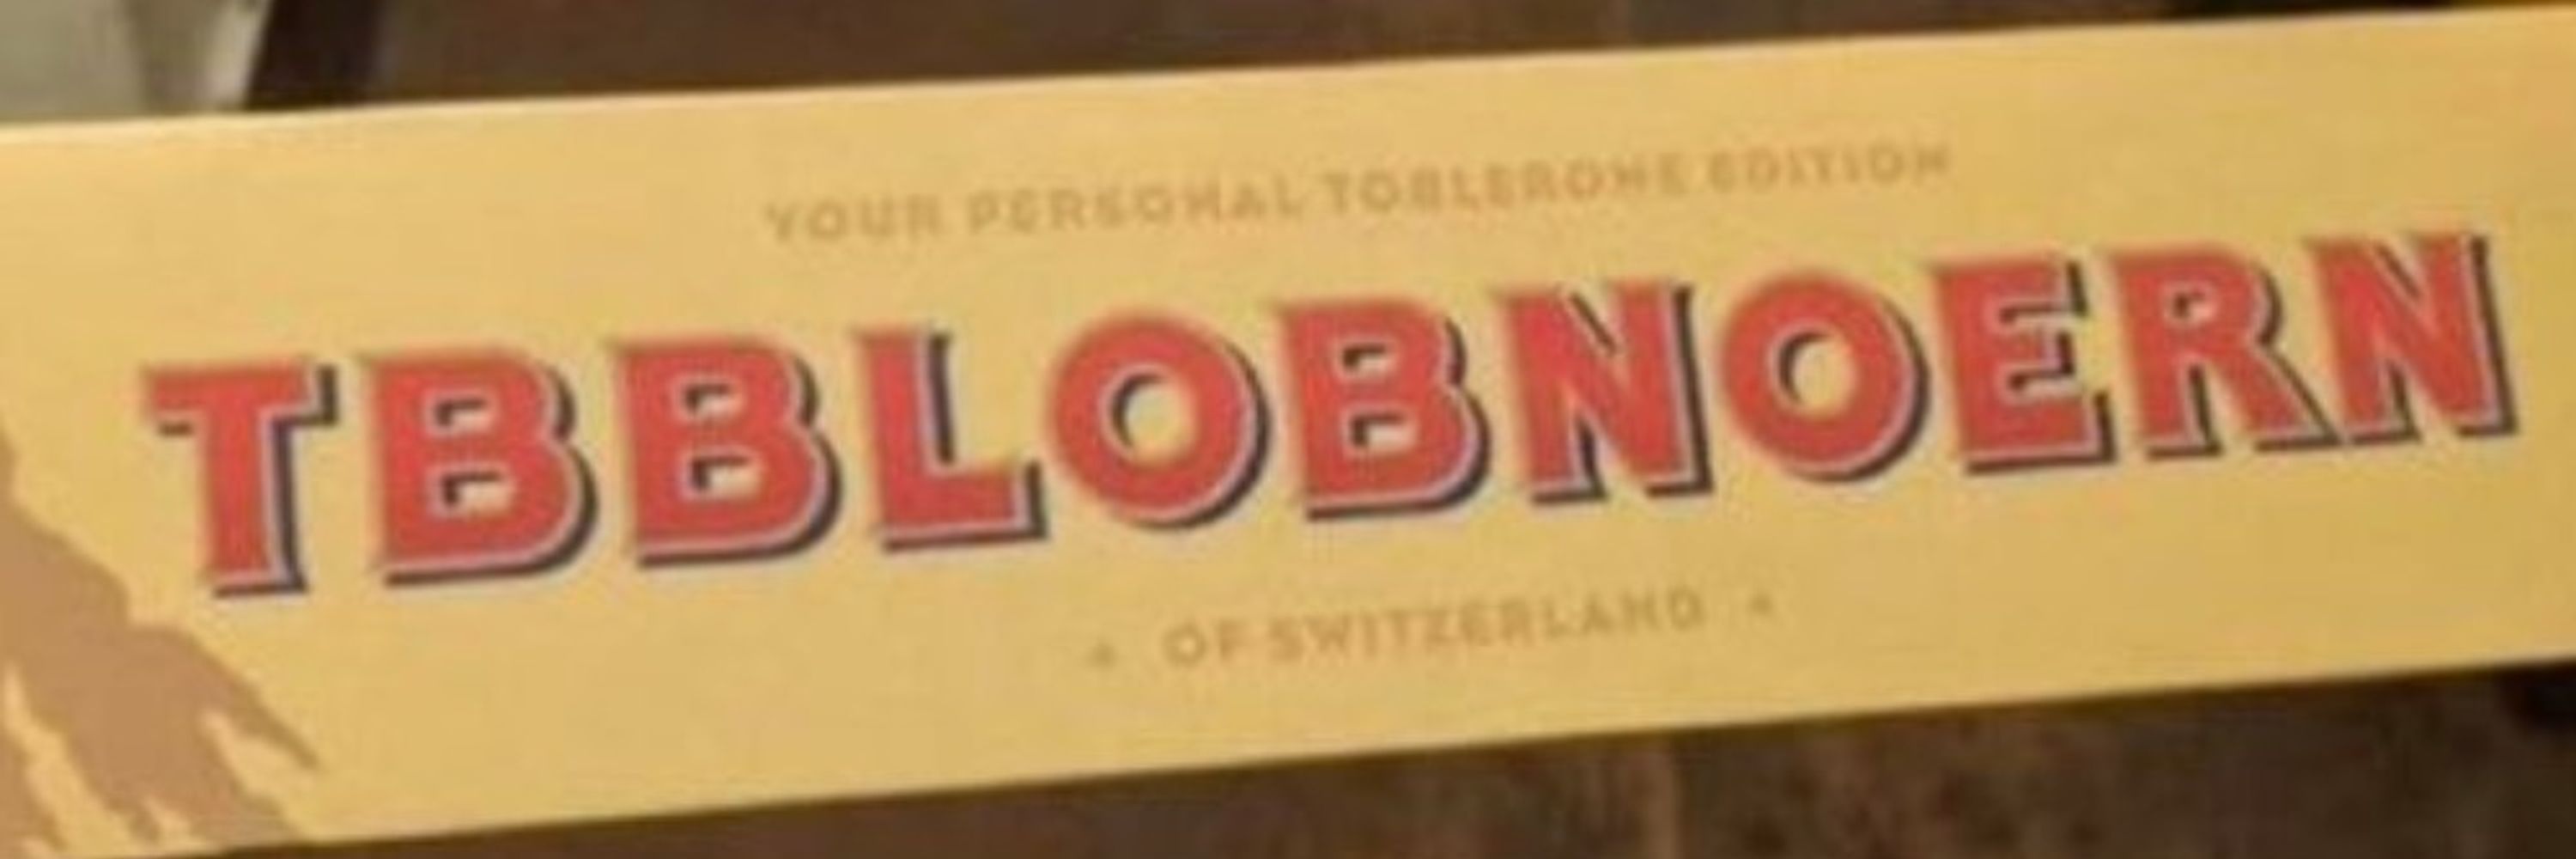 YOUR PERSONAL TOBLERONE EDITION
TBBLOBNOERN
OF SWITZERLAND